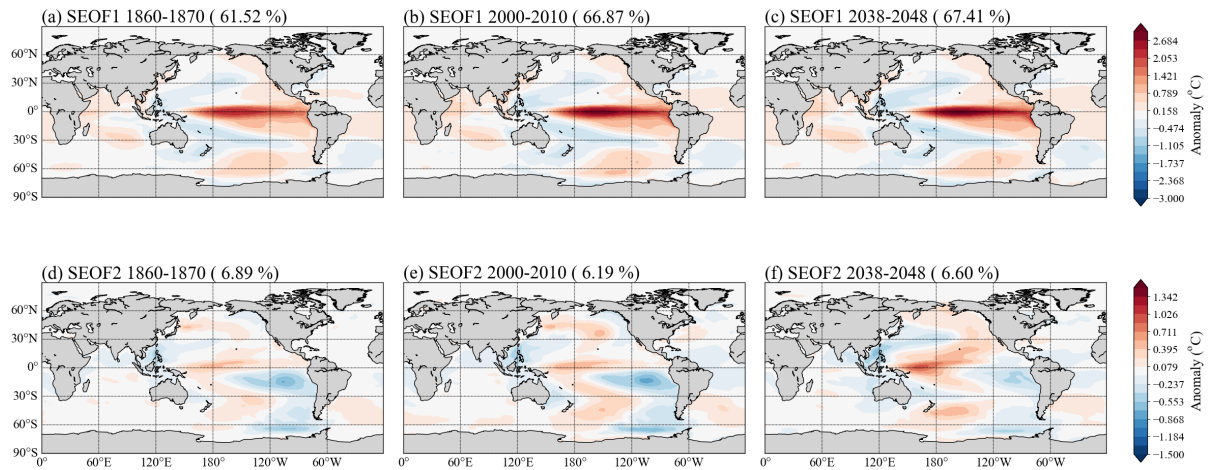 (a) SEOF1 1860-1870 ( 61.52 %)
(b) SEOF1 2000-2010 ( 66.87 %)
(c) SEOF1 2038-2048 ( 67.41 %)
60°N
30°N
0°
30°S
60°S
90°S
2.684
2.053
1.421
0.789
0.158
−0.474
−1.105
−1.737
−2.368
−3.000
Anomaly (°C)
(d) SEOF2 1860-1870 ( 6.89 %)
(e) SEOF2 2000-2010 ( 6.19 %)
(f) SEOF2 2038-2048 ( 6.60 %)
60°N
30°N
0°
30°S
60°S
90°S
0° 60°E 120°E 180° 120°W 60°W
0° 60°E 120°E 180° 120°W 60°W
0° 60°E 120°E 180° 120°W 60°W
1.342
1.026
0.711
0.395
0.079
−0.237
−0.553
−0.868
−1.184
−1.500
Anomaly (°C)